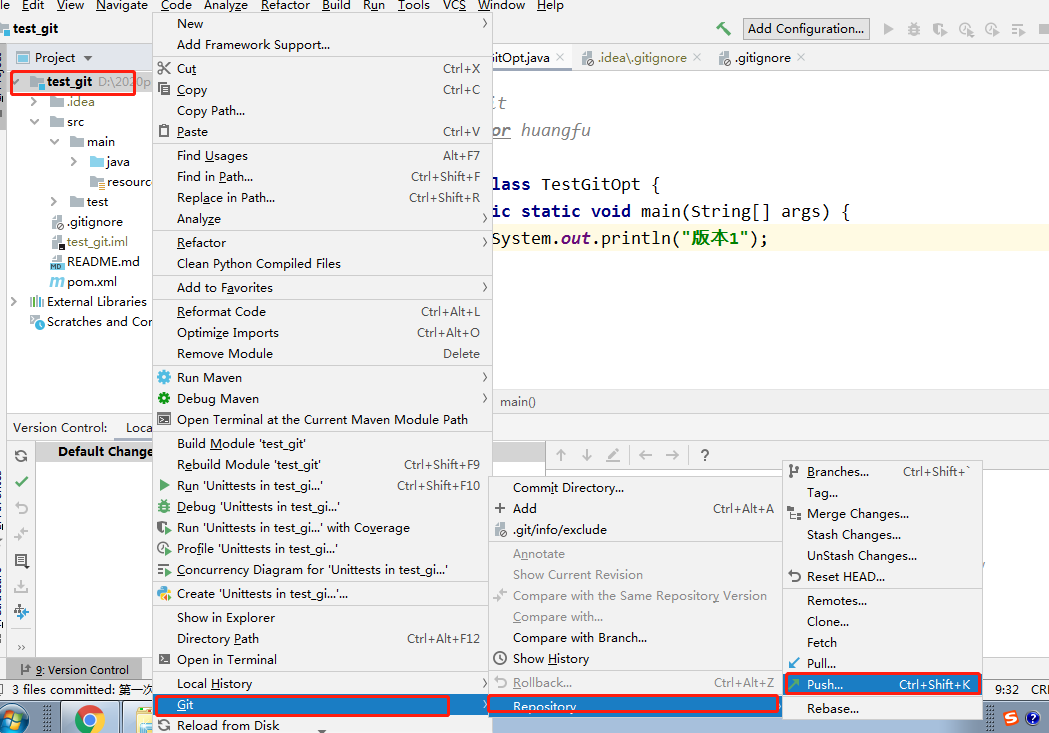 le Edit View Navigate Code Analyze Refactor Build Run Tools VCS Window Help
test_git
Add Configuration...
Project
GitOpt.java
.idea\.gitignore
.gitignore
test_git D:\2020p
.idea
src
main
java
resourc
test
.gitignore
test_git.iml
README.md
MD
m pom.xml
External Libraries
Scratches and Cor
New
Add Framework Support...
Cut Ctrl+X
Copy Ctrl+C
Copy Path...
Paste Ctrl+V
Find Usages Alt+F7
Find in Path... Ctrl+Shift+F
Replace in Path... Ctrl+Shift+R
Analyze
Refactor
Clean Python Compiled Files
Add to Favorites
Reformat Code Ctrl+Alt+L
Optimize Imports Ctrl+Alt+O
Remove Module Delete
Run Maven
Debug Maven
Open Terminal at the Current Maven Module Path
Build Module 'test_git'
Rebuild Module 'test_git' Ctrl+Shift+F9
Run 'Unittests in test_gi...' Ctrl+Shift+F10
Debug 'Unittests in test_gi...'
Run 'Unittests in test_gi...' with Coverage
Profile 'Unittests in test_gi...'
Concurrency Diagram for 'Unittests in test_gi...'
Create 'Unittests in test_gi...'...
Show in Explorer
Directory Path Ctrl+Alt+F12
Open in Terminal
Local History
Git
Reload from Disk
it
or huangfu
lass TestGitOpt {
ic static void main(String[] args) {
System.out.println("版本1");
main()
Version Control: Loca
Default Change
?
Commit Directory...
Add Ctrl+Alt+A
.git/info/exclude
Annotate
Show Current Revision
Compare with the Same Repository Version
Compare with...
Compare with Branch...
Show History
Rollback... Ctrl+Alt+Z
Repository
Branches... Ctrl+Shift+`
Tag...
Merge Changes...
Stash Changes...
UnStash Changes...
Reset HEAD...
Remotes...
Clone...
Fetch
Pull...
Push... Ctrl+Shift+K
Rebase...
9: Version Control
3 files committed: 第一次
9:32 CR
S ?